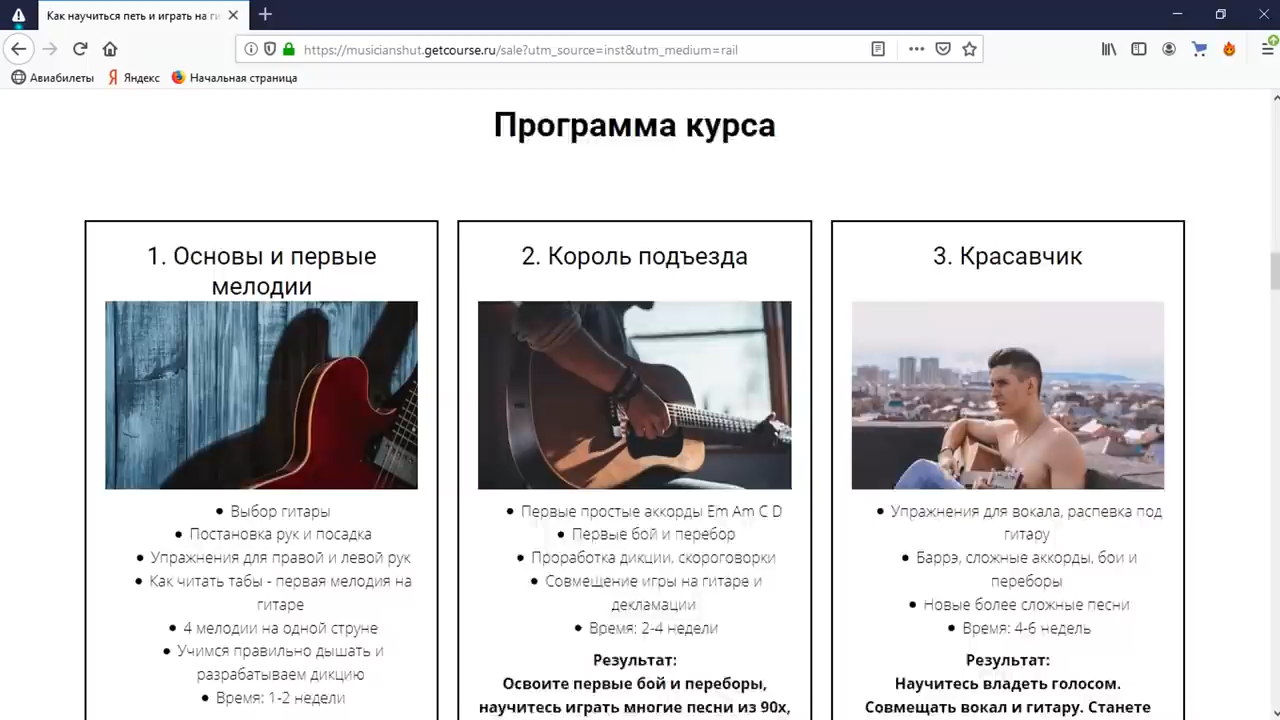 Как научиться петь и играть на ги
https://musicianshut.getcourse.ru/sale?utm_source=inst&utm_medium=rail
Авиабилеты
Яндекс
Начальная страница
Программа курса
1. Основы и первые
мелодии
• Выбор гитары
• Постановка рук и посадка
• Упражнения для правой и левой рук
• Как читать табы - первая мелодия на
гитаре
• 4 мелодии на одной струне
• Учимся правильно дышать и
разрабатываем дикцию
• Время: 1-2 недели
2. Король подъезда
• Первые простые аккорды Em Am C D
• Первые бой и перебор
• Проработка дикции, скороговорки
• Совмещение игры на гитаре и
декламации
• Время: 2-4 недели
Результат:
Освоите первые бой и переборы,
научитесь играть многие песни из 90х,
3. Красавчик
• Упражнения для вокала, распевка под
гитару
• Баррэ, сложные аккорды, бои и
переборы
• Новые более сложные песни
• Время: 4-6 недель
Результат:
Научитесь владеть голосом.
Совмещать вокал и гитару. Станете